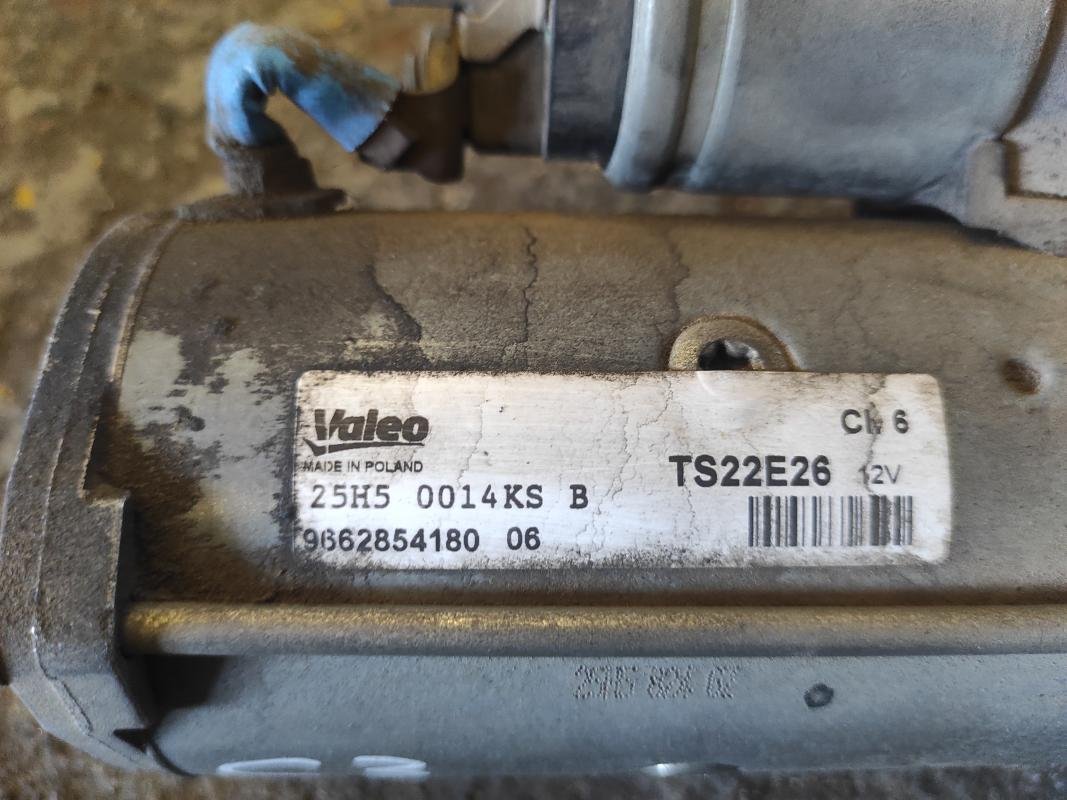 Valeo
MADE IN POLAND
Cl. 6
TS22E26 12V
25H5 0014KS B
9662854180 06